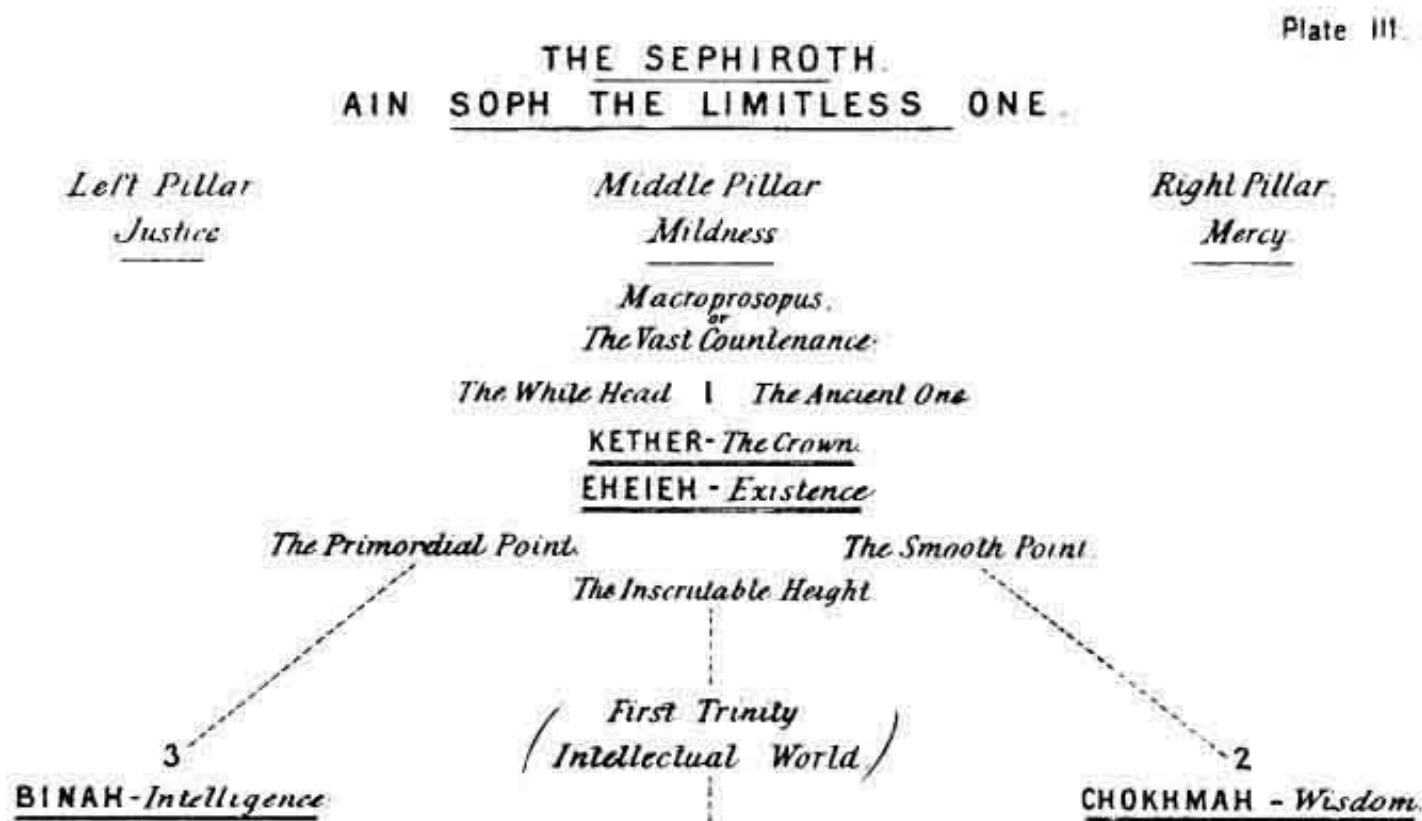 Plate III.
THE SEPHIROTH.
AIN SOPH THE LIMITLESS ONE.
Left Pillar Middle Pillar Right Pillar.
Justice Mildness Mercy.
Macroprosopus.
or
The Vast Countenance.
The White Head | The Ancient One
KETHER - The Crown.
EHEIEH - Existence
The Primordial Point. The Smooth Point.
The Inscrutable Height
First Trinity
(Intellectual World.)
3 2
BINAH - Intelligence CHOKHMAH - Wisdom.